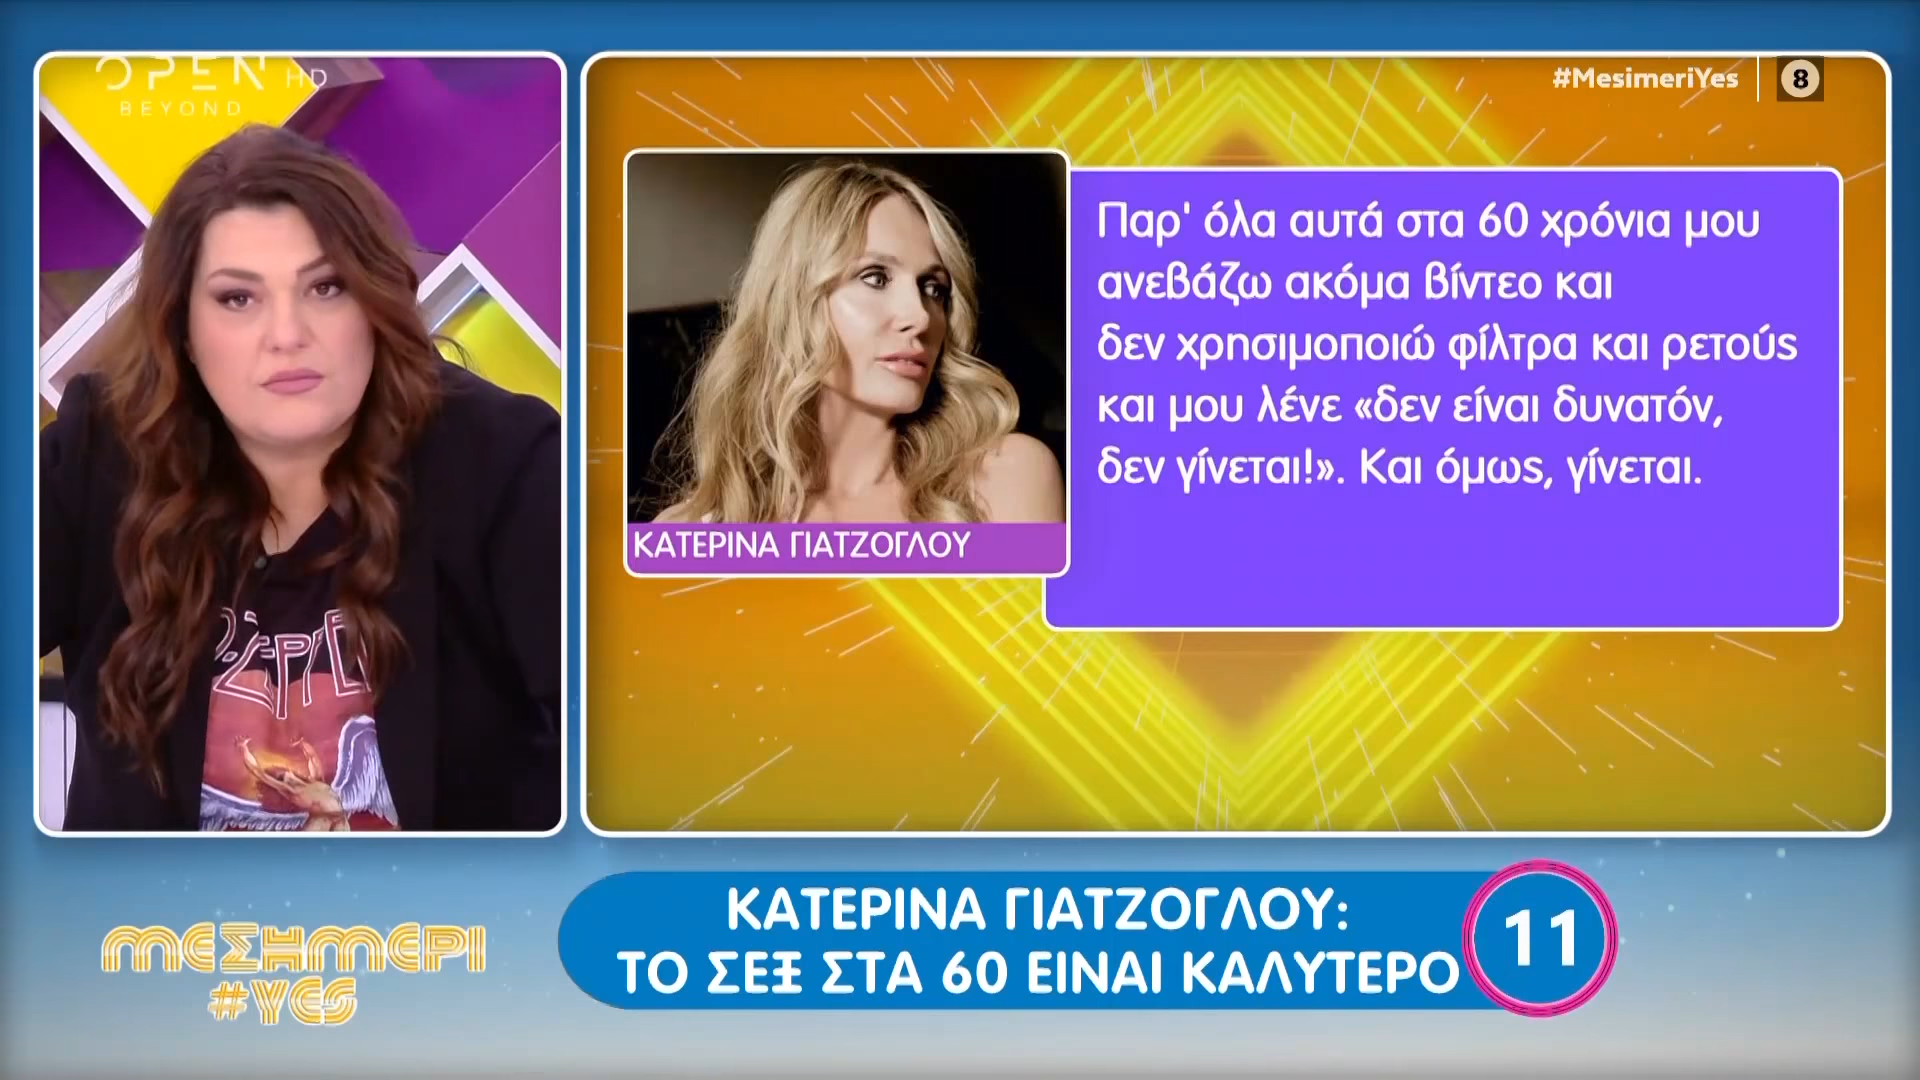 OPEN HD
BEYOND
#MesimeriYes
8
Παρ' όλα αυτά στα 60 χρόνια μου
ανεβάζω ακόμα βίντεο και
δεν χρησιμοποιώ φίλτρα και ρετούς
και μου λένε «δεν είναι δυνατόν,
δεν γίνεται!». Και όμως, γίνεται.
ΚΑΤΕΡΙΝΑ ΓΙΑΤΖΟΓΛΟΥ
ΜΕΣΗΜΕΡΙ
#YES
ΚΑΤΕΡΙΝΑ ΓΙΑΤΖΟΓΛΟΥ:
ΤΟ ΣΕΞ ΣΤΑ 60 ΕΙΝΑΙ ΚΑΛΥΤΕΡΟ
11